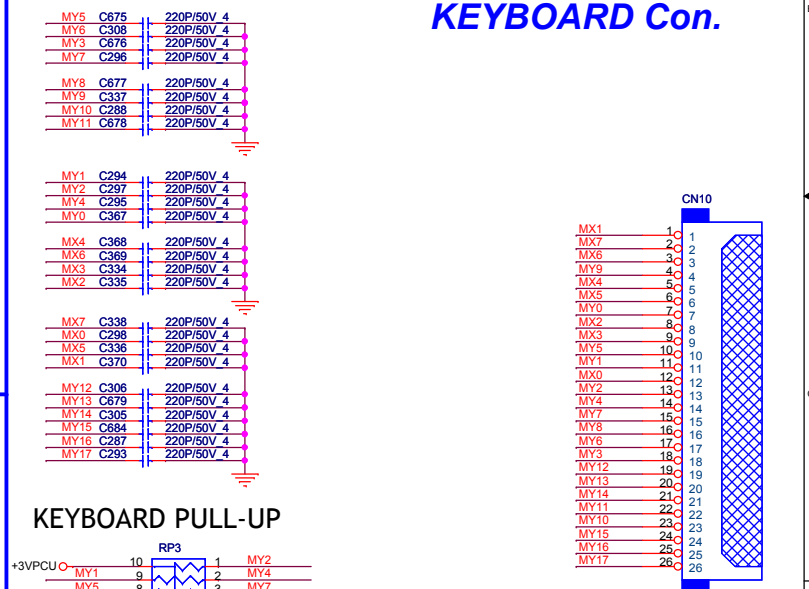 KEYBOARD Con.
MY5 C675 220P/50V_4
MY6 C308 220P/50V_4
MY3 C676 220P/50V_4
MY7 C296 220P/50V_4
MY8 C677 220P/50V_4
MY9 C337 220P/50V_4
MY10 C288 220P/50V_4
MY11 C678 220P/50V_4
MY1 C294 220P/50V_4
MY2 C297 220P/50V_4
MY4 C295 220P/50V_4
MY0 C367 220P/50V_4
MX4 C368 220P/50V_4
MX6 C369 220P/50V_4
MX3 C334 220P/50V_4
MX2 C335 220P/50V_4
MX7 C338 220P/50V_4
MX0 C298 220P/50V_4
MX5 C336 220P/50V_4
MX1 C370 220P/50V_4
MY12 C306 220P/50V_4
MY13 C679 220P/50V_4
MY14 C305 220P/50V_4
MY15 C684 220P/50V_4
MY16 C287 220P/50V_4
MY17 C293 220P/50V_4
CN10
MX1 1 1
MX7 2 2
MX6 3 3
MY9 4 4
MX4 5 5
MX5 6 6
MY0 7 7
MX2 8 8
MX3 9 9
MY5 10 10
MY1 11 11
MX0 12 12
MY2 13 13
MY4 14 14
MY7 15 15
MY8 16 16
MY6 17 17
MY3 18 18
MY12 19 19
MY13 20 20
MY14 21 21
MY11 22 22
MY10 23 23
MY15 24 24
MY16 25 25
MY17 26 26
KEYBOARD PULL-UP
RP3
+3VPCU 10 1 MY2
MY1 9 2 MY4
MY5 8 3 MY7